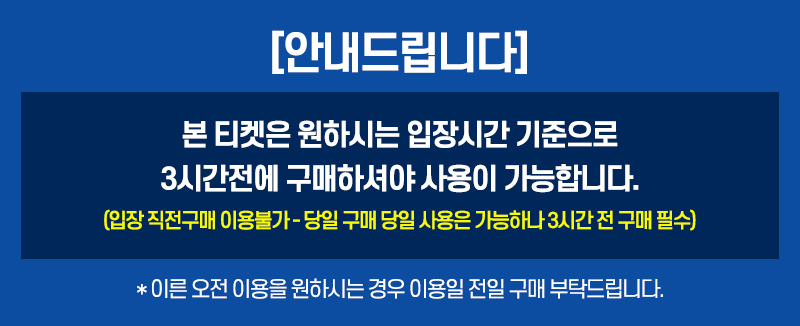 [안내드립니다]
본 티켓은 원하시는 입장시간 기준으로
3시간전에 구매하셔야 사용이 가능합니다.
(입장 직전구매 이용불가 - 당일 구매 당일 사용은 가능하나 3시간 전 구매 필수)
* 이른 오전 이용을 원하시는 경우 이용일 전일 구매 부탁드립니다.